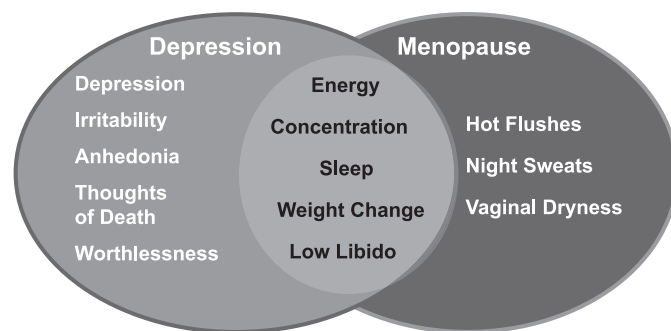 Depression
Menopause
Depression
Irritability
Anhedonia
Thoughts
of Death
Worthlessness
Energy
Concentration
Sleep
Weight Change
Low Libido
Hot Flushes
Night Sweats
Vaginal Dryness